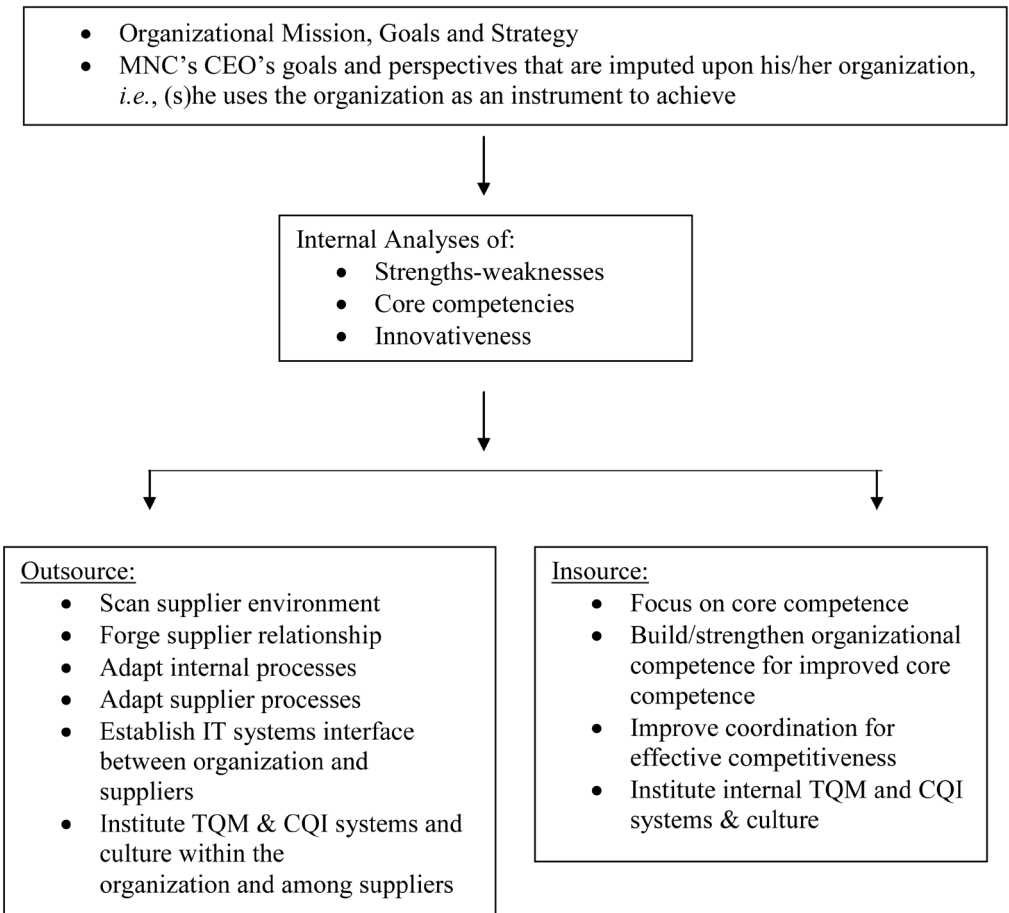 • Organizational Mission, Goals and Strategy
• MNC’s CEO’s goals and perspectives that are imputed upon his/her organization,
i.e., (s)he uses the organization as an instrument to achieve
Internal Analyses of:
• Strengths-weaknesses
• Core competencies
• Innovativeness
Outsource:
• Scan supplier environment
• Forge supplier relationship
• Adapt internal processes
• Adapt supplier processes
• Establish IT systems interface
between organization and
suppliers
• Institute TQM & CQI systems and
culture within the
organization and among suppliers
Insource:
• Focus on core competence
• Build/strengthen organizational
competence for improved core
competence
• Improve coordination for
effective competitiveness
• Institute internal TQM and CQI
systems & culture